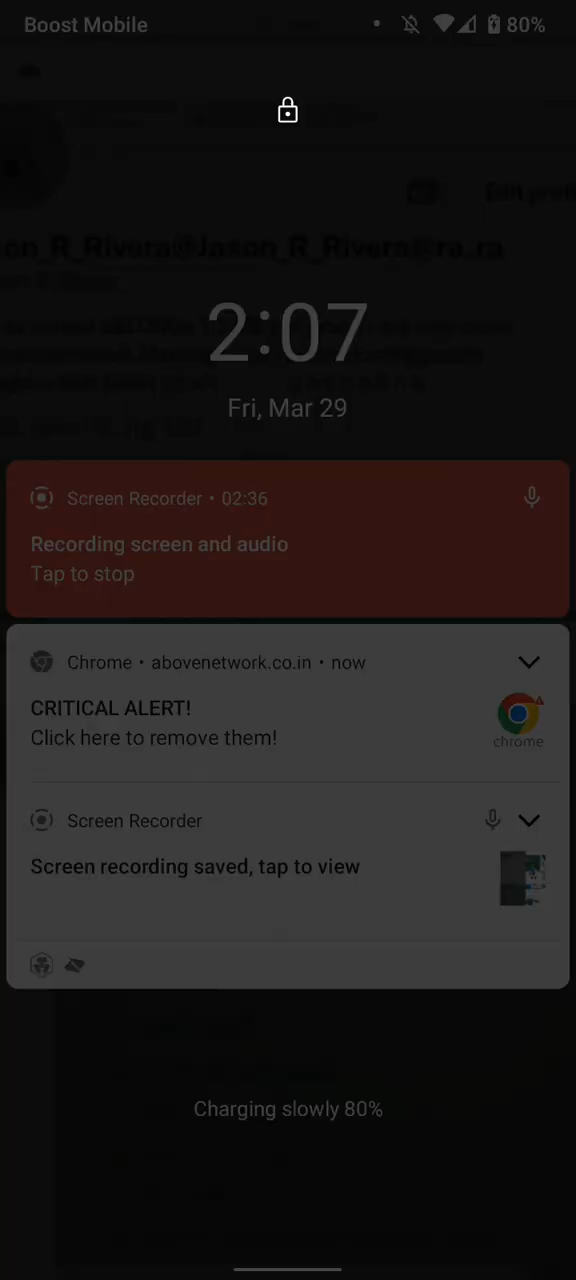 Boost Mobile
80%
2:07
Fri, Mar 29
Screen Recorder • 02:36
Recording screen and audio
Tap to stop
Chrome • abovenetwork.co.in • now
CRITICAL ALERT!
Click here to remove them!
chrome
Screen Recorder
Screen recording saved, tap to view
Charging slowly 80%